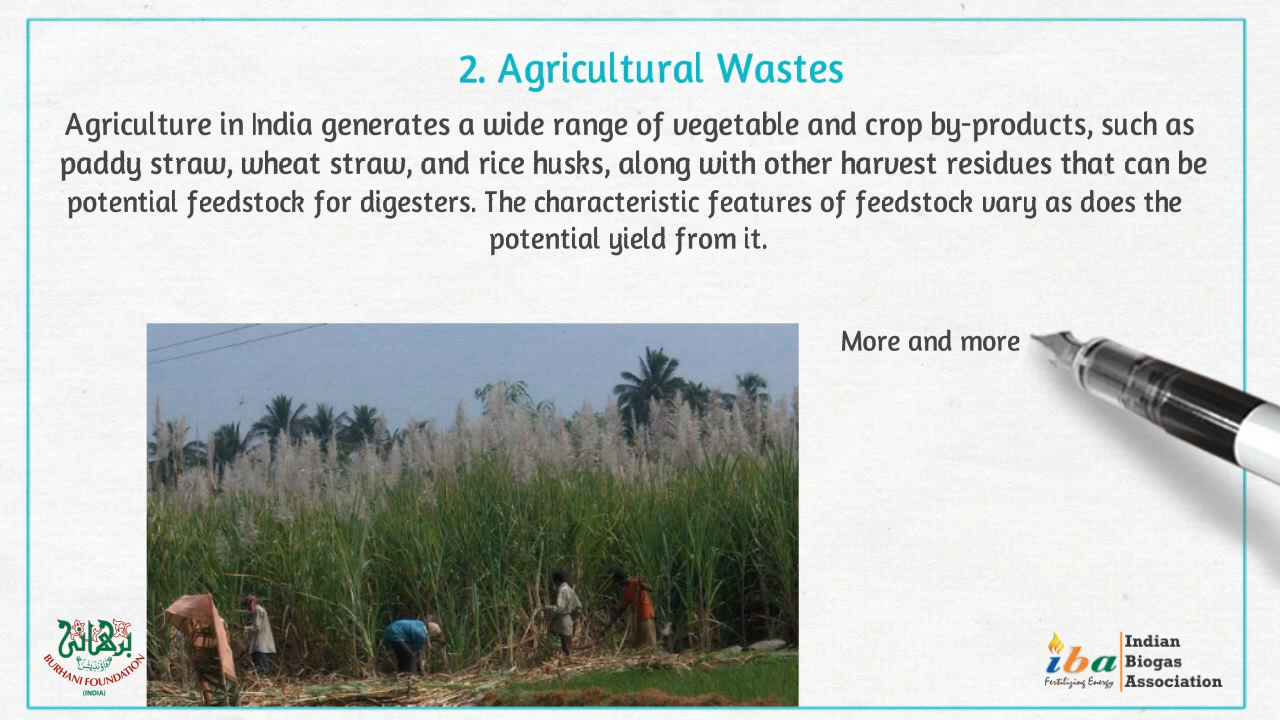 2. Agricultural Wastes
Agriculture in India generates a wide range of vegetable and crop by-products, such as
paddy straw, wheat straw, and rice husks, along with other harvest residues that can be
potential feedstock for digesters. The characteristic features of feedstock vary as does the
potential yield from it.
More and more
برهاني
BURHANI FOUNDATION
(INDIA)
iba
Fertilizing Energy
Indian
Biogas
Association